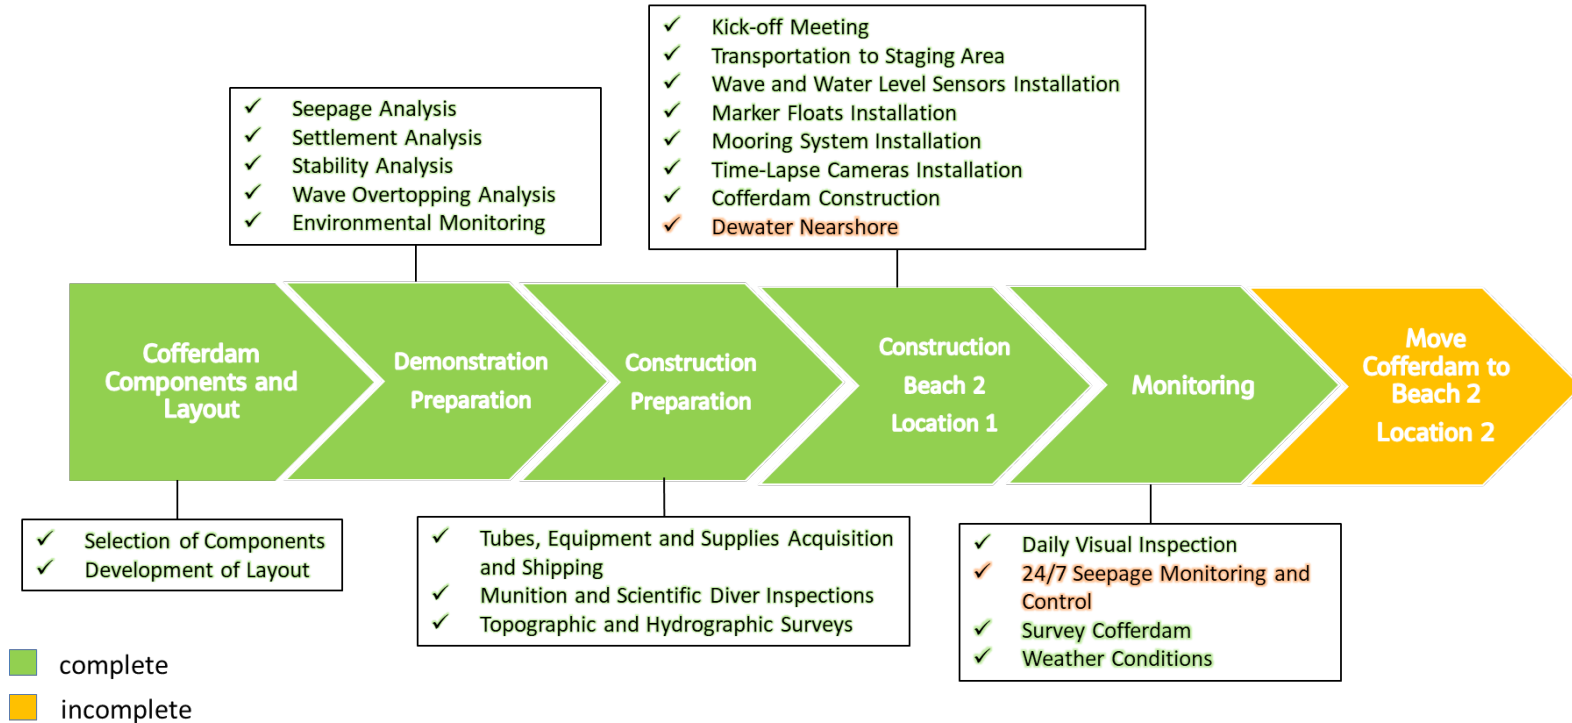 ✓ Kick-off Meeting
✓ Transportation to Staging Area
✓ Wave and Water Level Sensors Installation
✓ Marker Floats Installation
✓ Mooring System Installation
✓ Time-Lapse Cameras Installation
✓ Cofferdam Construction
✓ Dewater Nearshore
✓ Seepage Analysis
✓ Settlement Analysis
✓ Stability Analysis
✓ Wave Overtopping Analysis
✓ Environmental Monitoring
Cofferdam
Components and
Layout
Demonstration
Preparation
Construction
Preparation
Construction
Beach 2
Location 1
Monitoring
Move
Cofferdam to
Beach 2
Location 2
✓ Selection of Components
✓ Development of Layout
✓ Tubes, Equipment and Supplies Acquisition
and Shipping
✓ Munition and Scientific Diver Inspections
✓ Topographic and Hydrographic Surveys
✓ Daily Visual Inspection
✓ 24/7 Seepage Monitoring and
Control
✓ Survey Cofferdam
✓ Weather Conditions
complete
incomplete